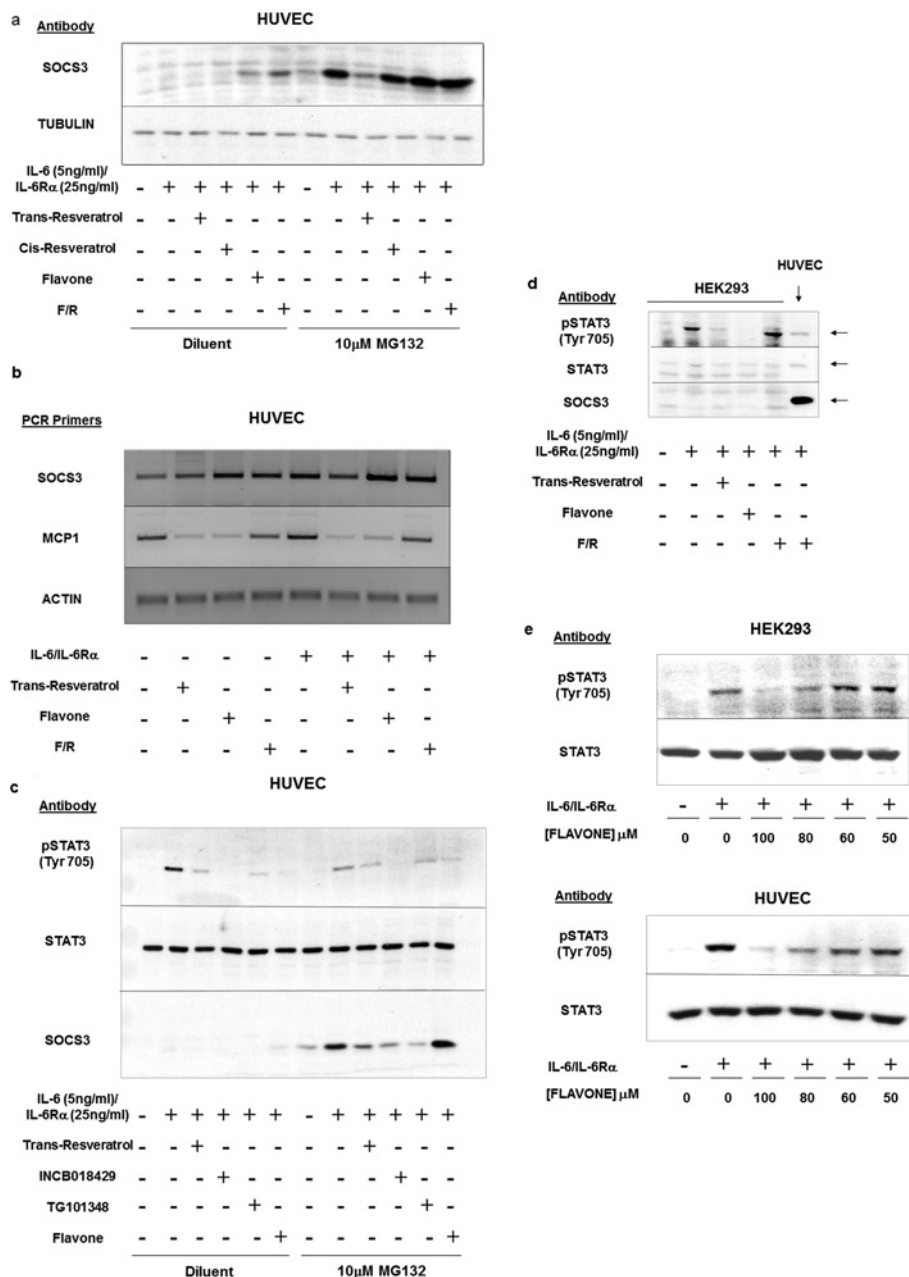 a
HUVEC
Antibody
SOCS3
TUBULIN
IL-6 (5ng/ml)/
IL-6Rα (25ng/ml) - + + + + + - + + + + +
Trans-Resveratrol - - + - - - - - + - - -
Cis-Resveratrol - - - + - - - - - + - -
Flavone - - - - + - - - - - + -
F/R - - - - - + - - - - - +
Diluent 10μM MG132
b
HUVEC
PCR Primers
SOCS3
MCP1
ACTIN
IL-6/IL-6Rα - - - - + + + +
Trans-Resveratrol - + - - - + - -
Flavone - - + - - - + -
F/R - - - + - - - +
c
HUVEC
Antibody
pSTAT3
(Tyr 705)
STAT3
SOCS3
IL-6 (5ng/ml)/
IL-6Rα (25ng/ml) - + + + + + - + + + + +
Trans-Resveratrol - - + - - - - - + - - -
INCB018429 - - - + - - - - - + - -
TG101348 - - - - + - - - - - + -
Flavone - - - - - + - - - - - +
Diluent 10μM MG132
d
HUVEC
HEK293
Antibody
pSTAT3
(Tyr 705)
STAT3
SOCS3
IL-6 (5ng/ml)/
IL-6Rα (25ng/ml) - + + + + +
Trans-Resveratrol - - + - - -
Flavone - - - + - -
F/R - - - - + +
e
HEK293
Antibody
pSTAT3
(Tyr 705)
STAT3
IL-6/IL-6Rα - + + + + +
[FLAVONE] μM 0 0 100 80 60 50
HUVEC
Antibody
pSTAT3
(Tyr 705)
STAT3
IL-6/IL-6Rα - + + + + +
[FLAVONE] μM 0 0 100 80 60 50